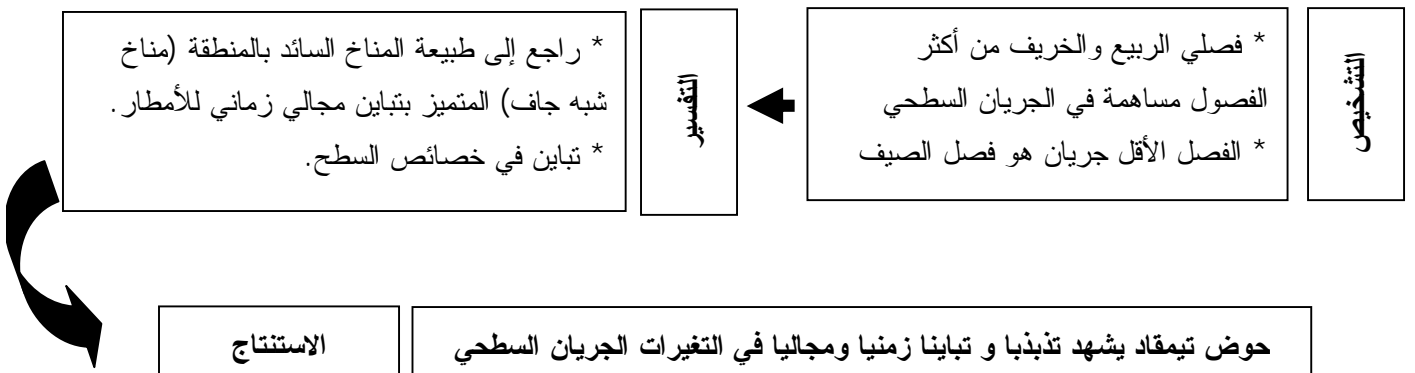 التشخيص
* فصلي الربيع والخريف من أكثر
الفصول مساهمة في الجريان السطحي
* الفصل الأقل جريان هو فصل الصيف
التفسير
* راجع إلى طبيعة المناخ السائد بالمنطقة (مناخ
شبه جاف) المتميز بتباين مجالي زماني للأمطار.
* تباين في خصائص السطح.
حوض تيمقاد يشهد تذبذبا و تباينا زمنيا ومجاليا في التغيرات الجريان السطحي
الاستنتاج